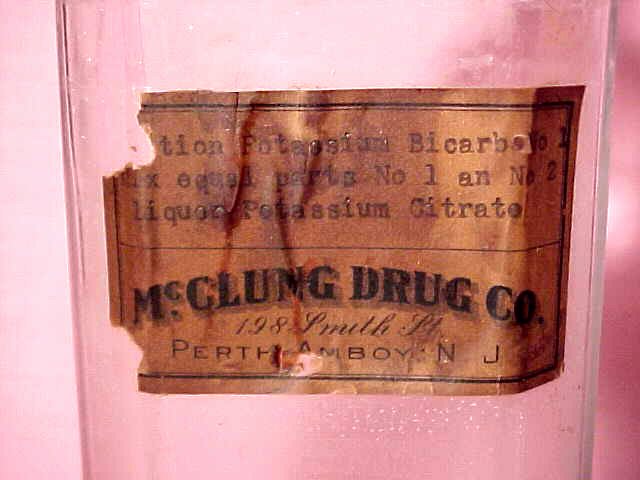 tion Potassium Bicarb No 1
ix equal parts No 1 an No 2
liquor Potassium Citrate
McCLUNG DRUG CO.
198 Smith St
PERTH AMBOY, N J